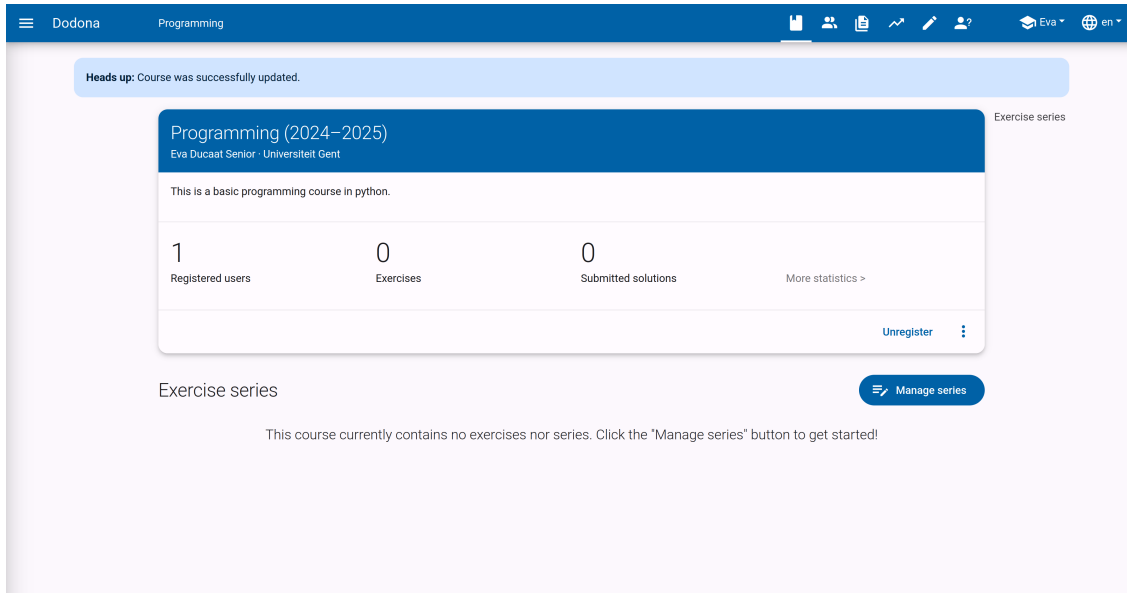 Dodona Programming Eva en
Heads up: Course was successfully updated.
Programming (2024–2025)
Eva Ducaat Senior · Universiteit Gent
Exercise series
This is a basic programming course in python.
1 0 0
Registered users Exercises Submitted solutions More statistics >
Unregister
Exercise series Manage series
This course currently contains no exercises nor series. Click the "Manage series" button to get started!